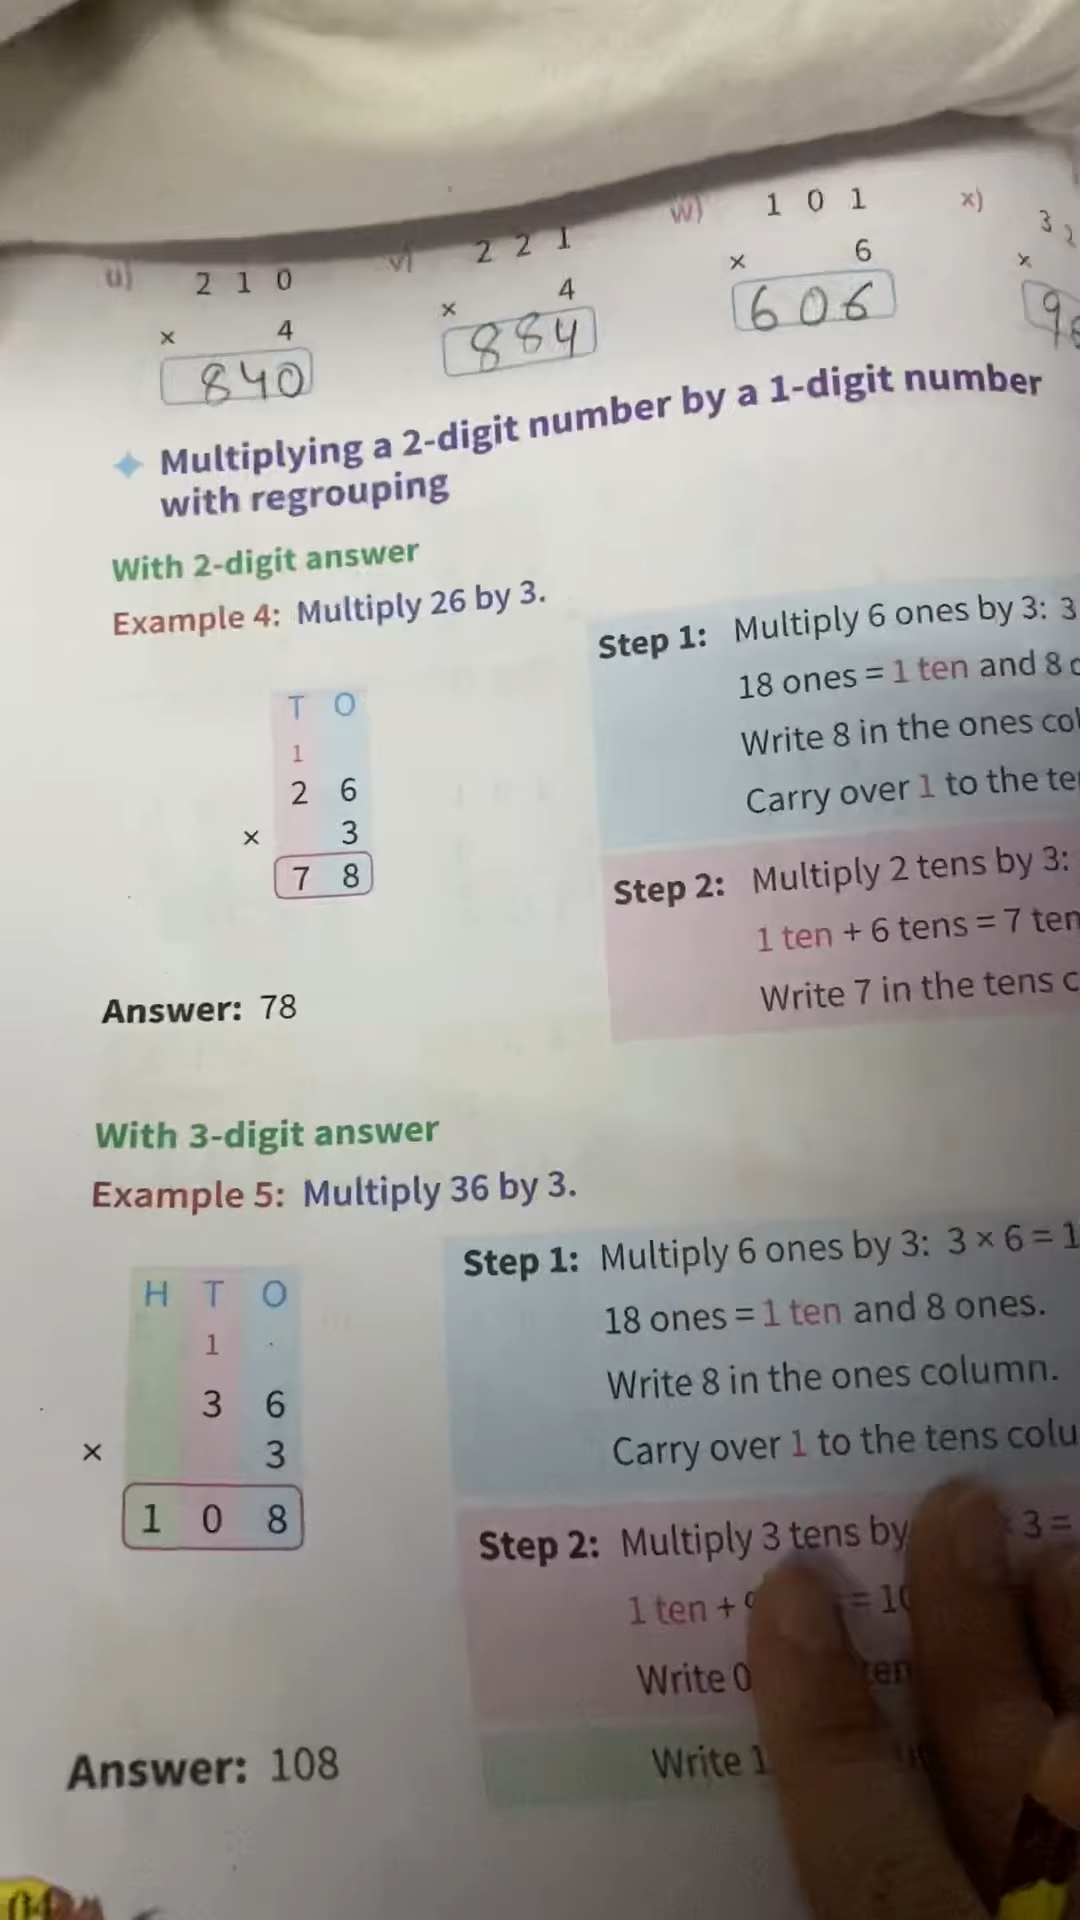 u)
2 1 0
× 4
840
v)
2 2 1
× 4
884
w)
1 0 1
× 6
606
x)
3 2
×
9
Multiplying a 2-digit number by a 1-digit number
with regrouping
With 2-digit answer
Example 4: Multiply 26 by 3.
T O
1
2 6
× 3
7 8
Step 1: Multiply 6 ones by 3: 3
18 ones = 1 ten and 8
Write 8 in the ones
Carry over 1 to the
Step 2: Multiply 2 tens by 3:
1 ten + 6 tens = 7
Write 7 in the tens
Answer: 78
With 3-digit answer
Example 5: Multiply 36 by 3.
H T O
1
3 6
× 3
1 0 8
Step 1: Multiply 6 ones by 3: 3 × 6 = 1
18 ones = 1 ten and 8 ones.
Write 8 in the ones column.
Carry over 1 to the tens
Step 2: Multiply 3 tens by 3 =
1 ten + =
Write 0
Write 1
Answer: 108